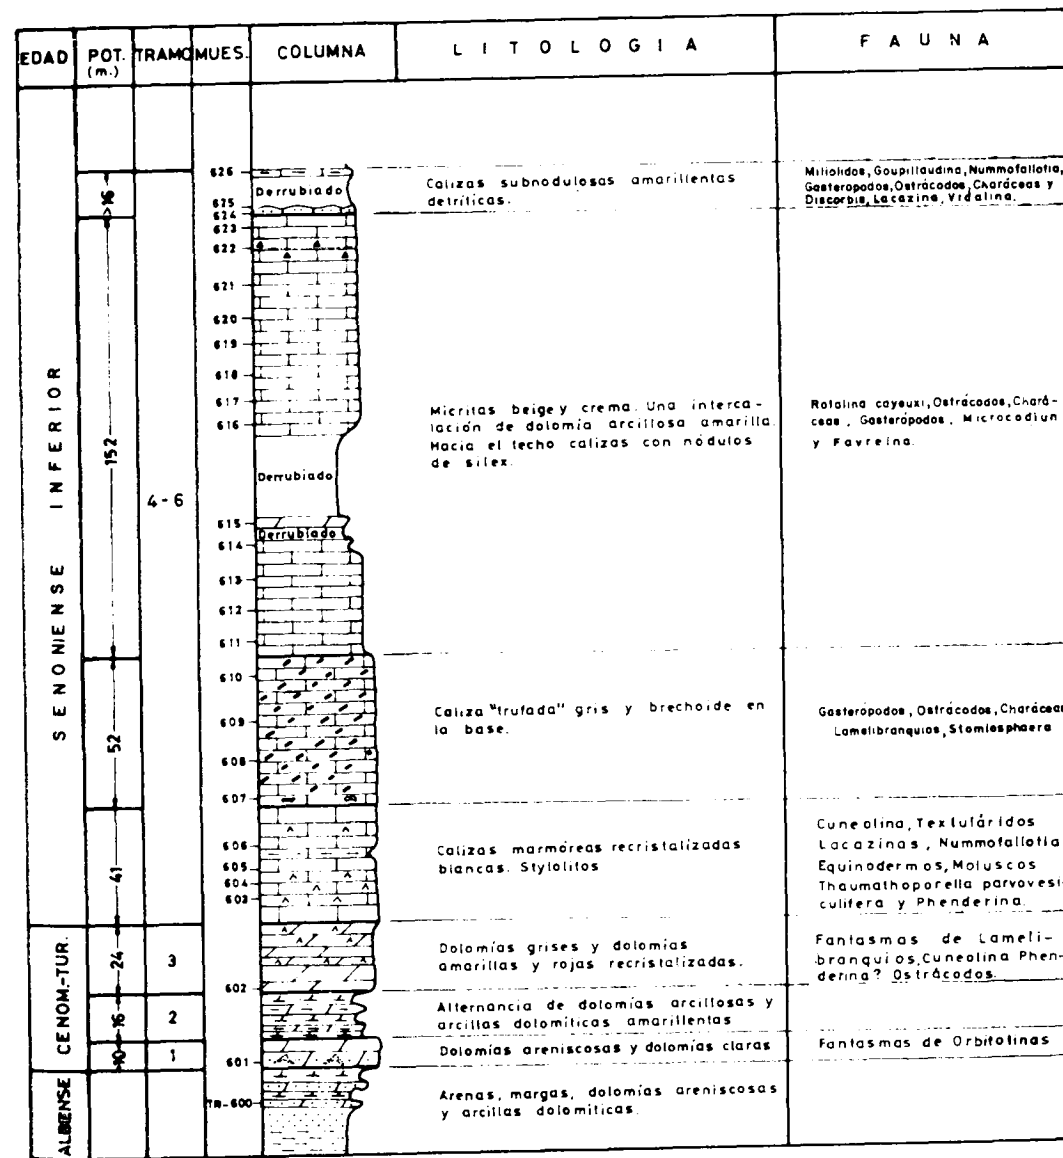 EDAD POT. (m.) TRAMO MUES. COLUMNA LITOLOGIA FAUNA
SENONIENSE INFERIOR
CENOM.-TUR.
ALBIENSE
>16
152
52
41
24
16
10
4-6
3
2
1
626
625
624
623
622
621
620
619
618
617
616
615
614
613
612
611
610
609
608
607
606
605
604
603
602
601
TR-600
Derrubiado
Derrubiado
Derrubiado
Calizas subnodulosas amarillentas
detríticas.
Micritas beige y crema. Una interca-
lación de dolomía arcillosa amarilla.
Hacia el techo calizas con nódulos
de silex.
Caliza "trufada" gris y brechoide en
la base.
Calizas marmóreas recristalizadas
blancas. Stylolitos
Dolomías grises y dolomías
amarillas y rojas recristalizadas.
Alternancia de dolomías arcillosas y
arcillas dolomíticas amarillentas
Dolomías areniscosas y dolomías claras
Arenas, margas, dolomías areniscosas
y arcillas dolomíticas.
Miliolidos, Goupillaudina, Nummofallotia,
Gasteropodos, Ostrácodos, Characeas y
Discorbis, Lacazina, Vidalina.
Rotalina cayeuxi, Ostrácodos, Chará-
ceas, Gasterópodos, Microcodiun
y Favreina.
Gasterópodos, Ostrácodos, Charáceas
Lamelibranquios, Stomiosphaera
Cuneolina, Textuláridos
Lacazinas, Nummofallotia
Equinodermos, Moluscos
Thaumathoporella parvovesi-
culifera y Phenderina.
Fantasmas de Lameli-
branquios, Cuneolina Phen-
derina? Ostrácodos.
Fantasmas de Orbitolinas